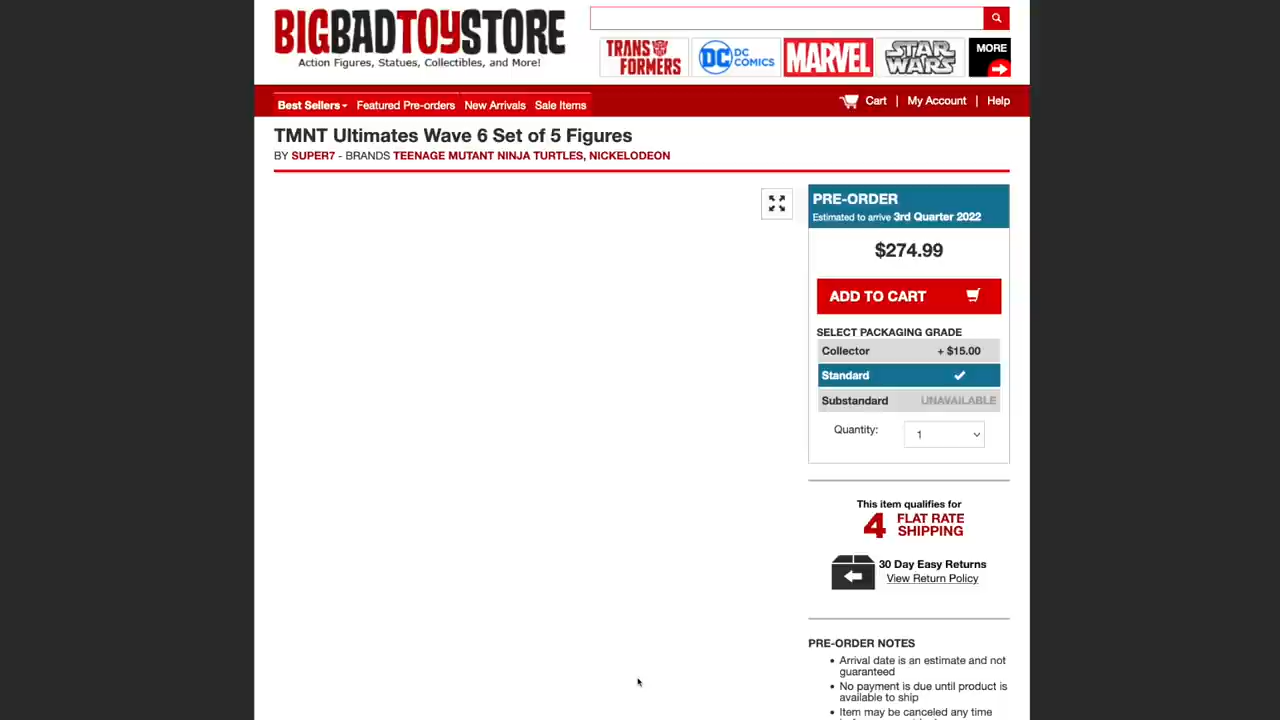 BIGBADTOYSTORE
Action Figures, Statues, Collectibles, and More!
TRANSFORMERS
DC DC COMICS
MARVEL
STAR WARS
MORE
Best Sellers
Featured Pre-orders
New Arrivals
Sale Items
Cart | My Account | Help
TMNT Ultimates Wave 6 Set of 5 Figures
BY SUPER7 - BRANDS TEENAGE MUTANT NINJA TURTLES, NICKELODEON
PRE-ORDER
Estimated to arrive 3rd Quarter 2022
$274.99
ADD TO CART
SELECT PACKAGING GRADE
Collector + $15.00
Standard
Substandard UNAVAILABLE
Quantity: 1
This item qualifies for
4 FLAT RATE
SHIPPING
30 Day Easy Returns
View Return Policy
PRE-ORDER NOTES
• Arrival date is an estimate and not
guaranteed
• No payment is due until product is
available to ship
• Item may be canceled any time